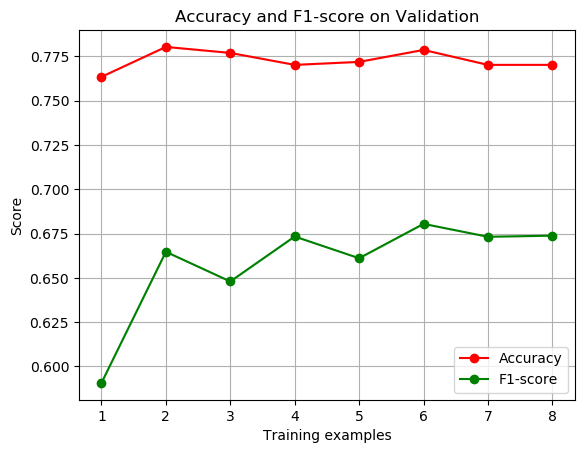 Accuracy and F1-score on Validation
0.775
0.750
0.725
0.700
0.675
0.650
0.625
0.600
Score
Accuracy
F1-score
1 2 3 4 5 6 7 8
Training examples